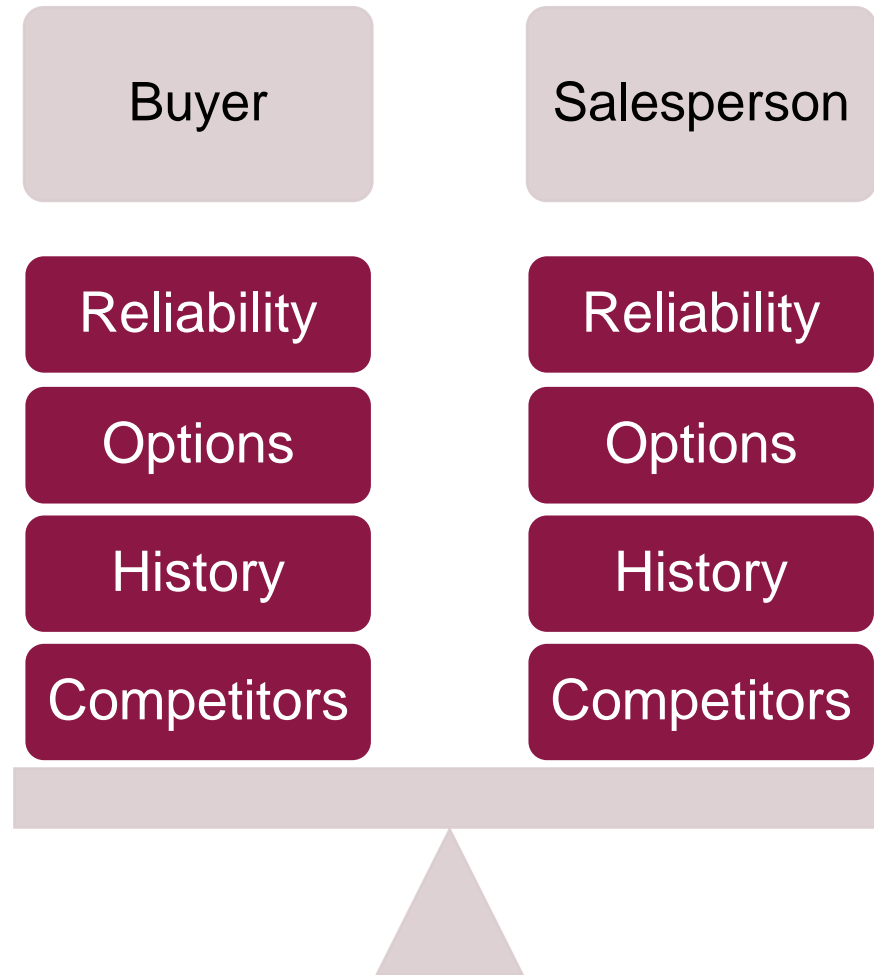 Buyer
Salesperson
Reliability
Reliability
Options
Options
History
History
Competitors
Competitors